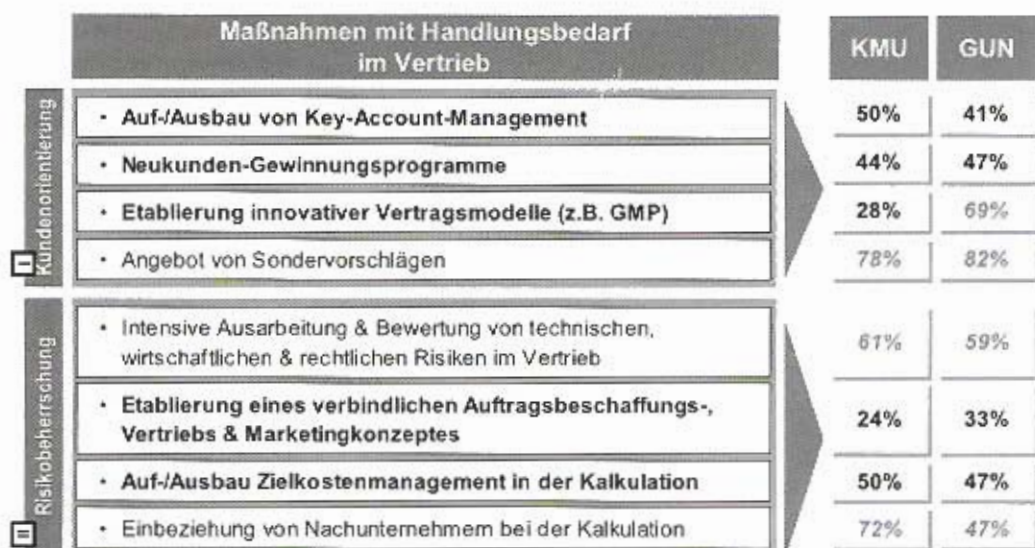 Maßnahmen mit Handlungsbedarf
im Vertrieb
KMU
GUN
Kundenorientierung
I
• Auf-/Ausbau von Key-Account-Management
50%
41%
• Neukunden-Gewinnungsprogramme
44%
47%
• Etablierung innovativer Vertragsmodelle (z.B. GMP)
28%
69%
• Angebot von Sondervorschlägen
78%
82%
Risikobeherrschung
II
• Intensive Ausarbeitung & Bewertung von technischen,
wirtschaftlichen & rechtlichen Risiken im Vertrieb
61%
59%
• Etablierung eines verbindlichen Auftragsbeschaffungs-,
Vertriebs & Marketingkonzeptes
24%
33%
• Auf-/Ausbau Zielkostenmanagement in der Kalkulation
50%
47%
• Einbeziehung von Nachunternehmern bei der Kalkulation
72%
47%